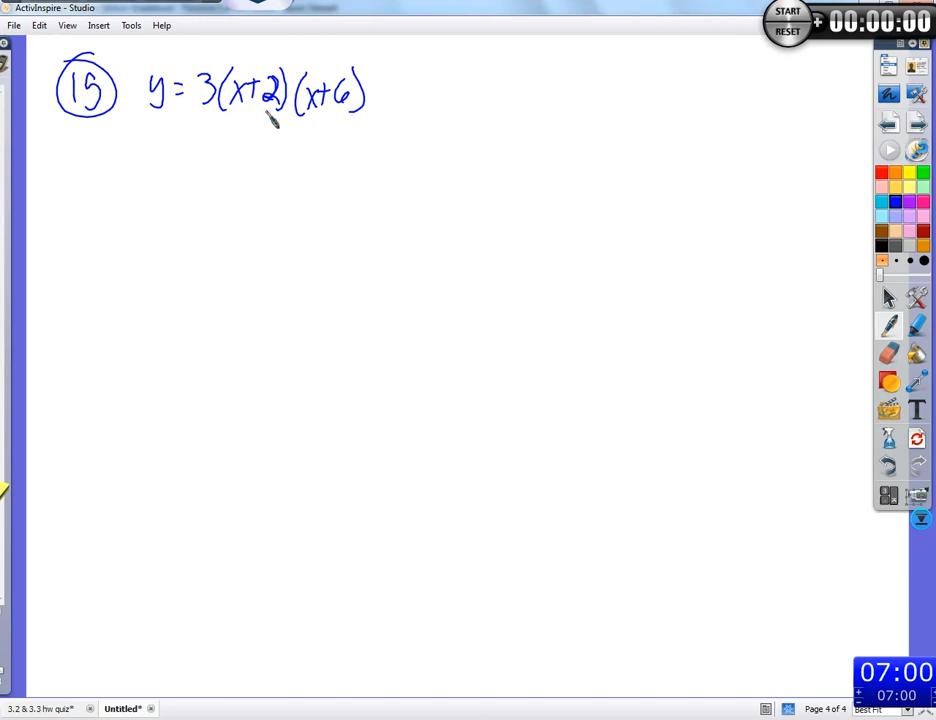 ActivInspire - Studio
START
RESET
00:00:00
File Edit View Insert Tools Help
15 y = 3(x+2)(x+6)
07:00
07:00
3.2 & 3.3 hw quiz* Untitled* Page 4 of 4 Best Fit